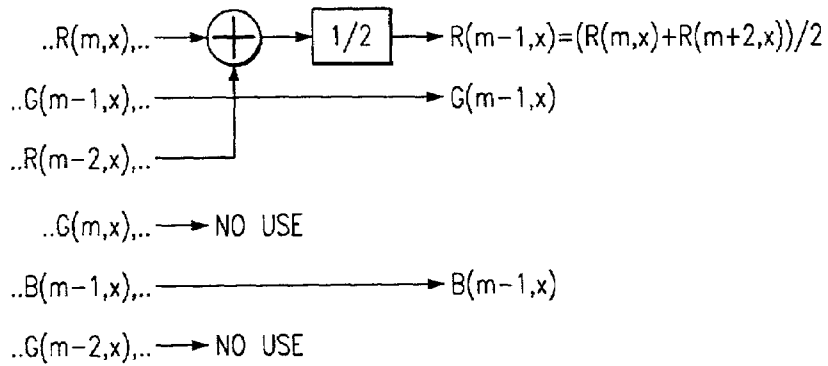 ..R(m,x),.. + 1/2 R(m-1,x)=(R(m,x)+R(m+2,x))/2
..G(m-1,x),.. G(m-1,x)
..R(m-2,x),..
..G(m,x),.. NO USE
..B(m-1,x),.. B(m-1,x)
..G(m-2,x),.. NO USE